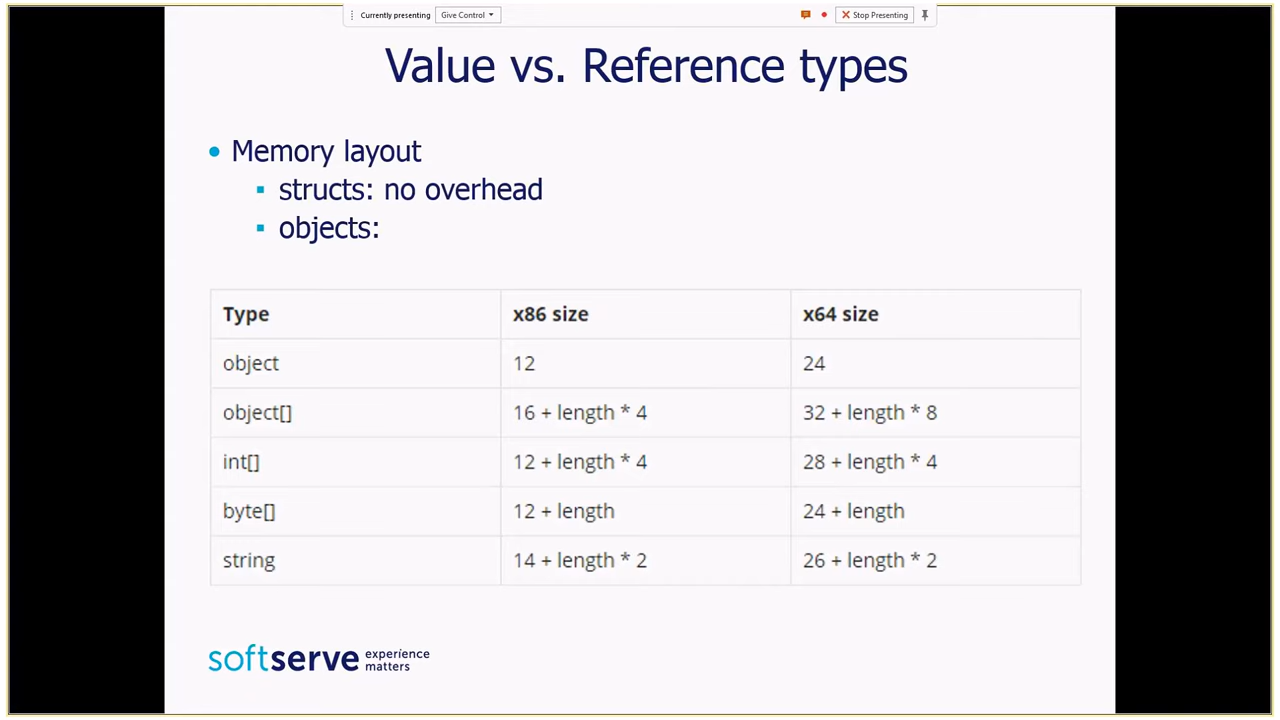 Currently presenting Give Control Stop Presenting
Value vs. Reference types
Memory layout
structs: no overhead
objects:
Type x86 size x64 size
object 12 24
object[] 16 + length * 4 32 + length * 8
int[] 12 + length * 4 28 + length * 4
byte[] 12 + length 24 + length
string 14 + length * 2 26 + length * 2
softserve experience
matters